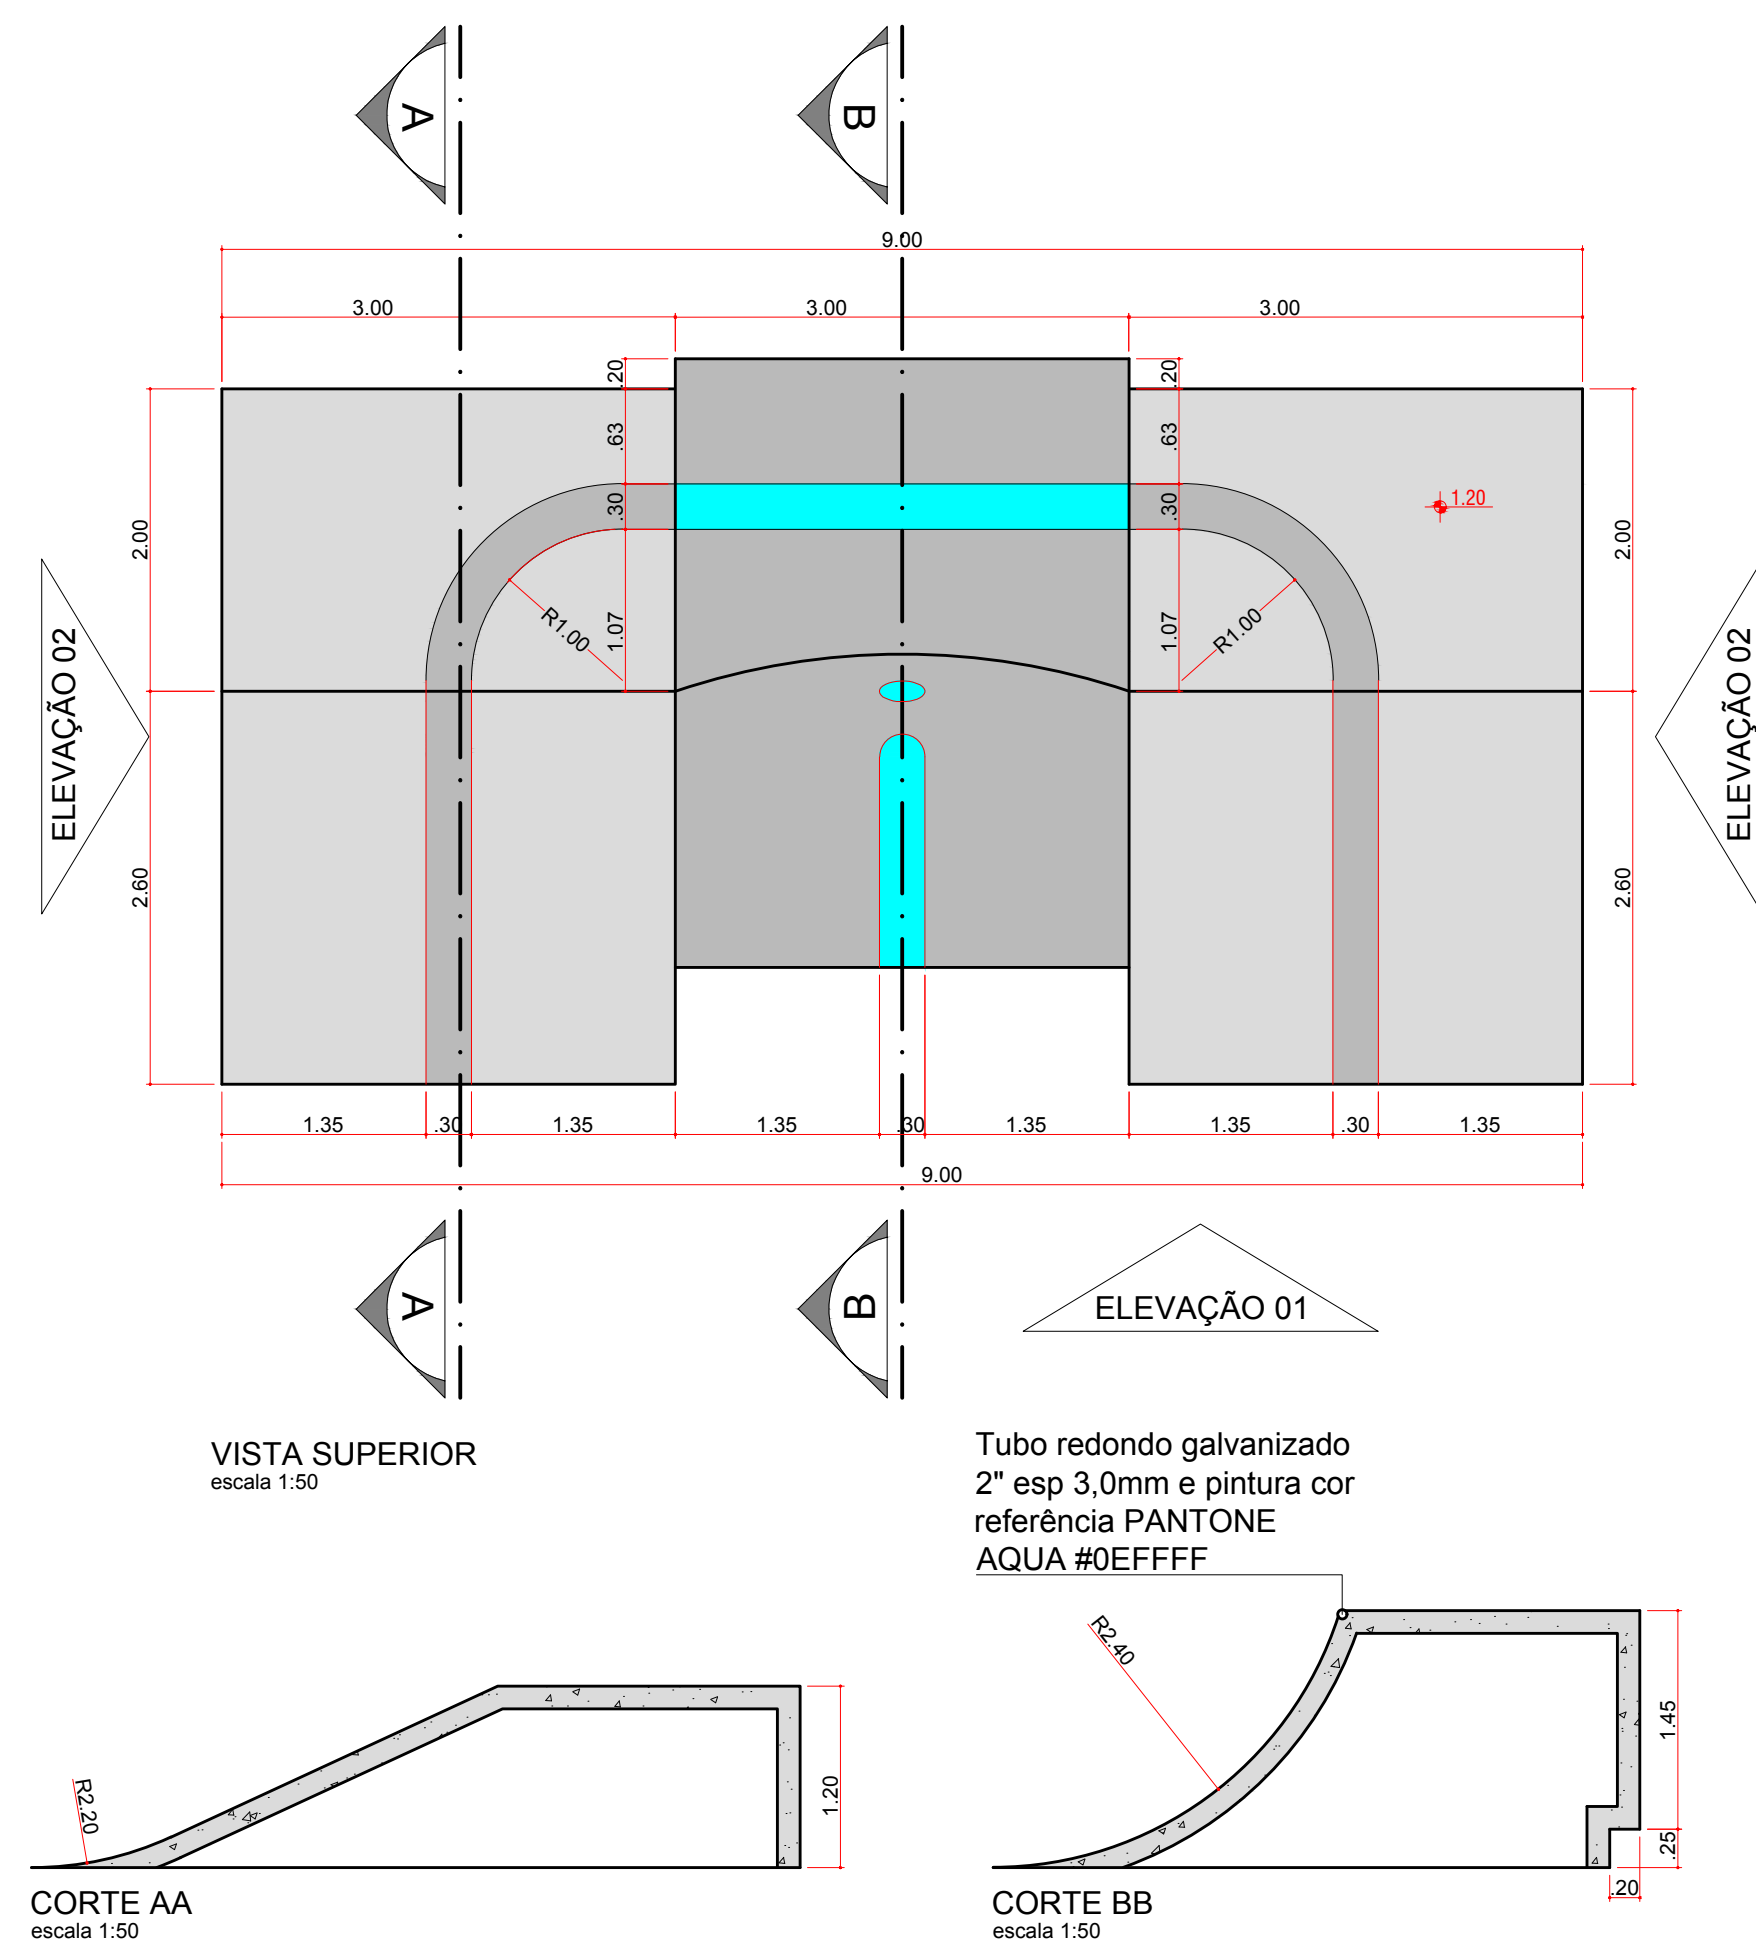 A
B
9.00
3.00
3.00
3.00
.20
.20
.63
.63
.30
.30
1.20
2.00
2.00
R1.00
1.07
1.07
R1.00
ELEVAÇÃO 02
ELEVAÇÃO 02
2.60
2.60
1.35
.30
1.35
1.35
.30
1.35
1.35
.30
1.35
9.00
A
B
ELEVAÇÃO 01
VISTA SUPERIOR
escala 1:50
Tubo redondo galvanizado
2" esp 3,0mm e pintura cor
referência PANTONE
AQUA #0EFFFF
R2.20
1.20
CORTE AA
escala 1:50
R2.40
1.45
.25
.20
CORTE BB
escala 1:50